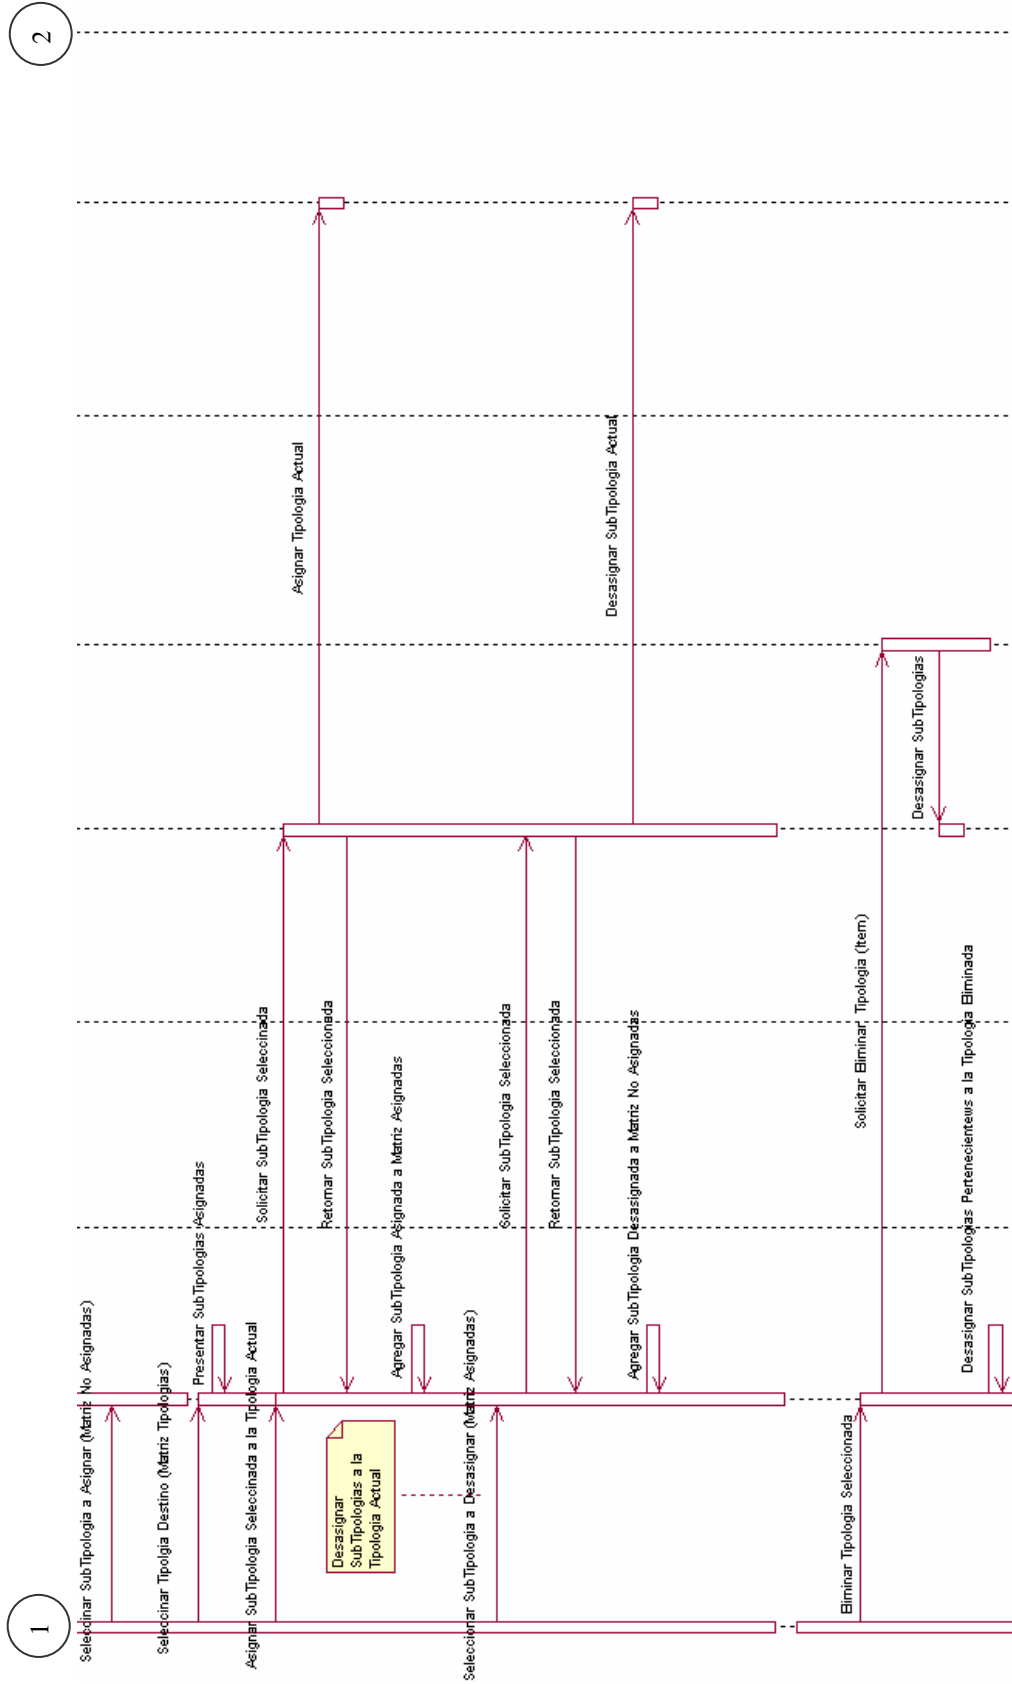 1
2
Seleccinar SubTipologia a Asignar (Matriz No Asignadas)
Seleccinar Tipolgia Destino (Matriz Tipologias)
Presentar SubTipologias Asignadas
Asignar SubTipologia Seleccinada a la Tipologia Actual
Solicitar SubTipologia Seleccinada
Asignar Tipologia Actual
Retornar SubTipologia Seleccionada
Desasignar
SubTipologias a la
Tipologia Actual
Agregar SubTipologia Asignada a Matriz Asignadas
Seleccionar SubTipologia a Desasignar (Matriz Asignadas)
Solicitar SubTipologia Seleccionada
Retornar SubTipologia Seleccionada
Desasignar SubTipologia Actual
Agregar SubTipologia Desasignada a Matriz No Asignadas
Eliminar Tipologia Seleccionada
Solicitar Eliminar, Tipologia (Item)
Desasignar SubTipologias
Desasignar SubTipologias Pertenecientews a la Tipologia Eliminada